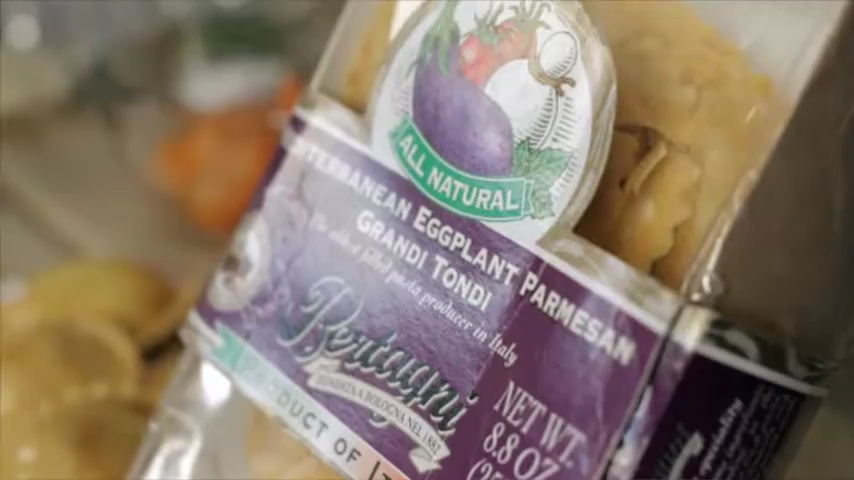 ALL NATURAL
EGGPLANT PARMESAN
GRANDI TONDI
The oldest filled pasta producer in Italy
Bertagni
BOLOGNA NEL 1882
NET WT.
8.8 OZ
PRODUCT OF
speciality